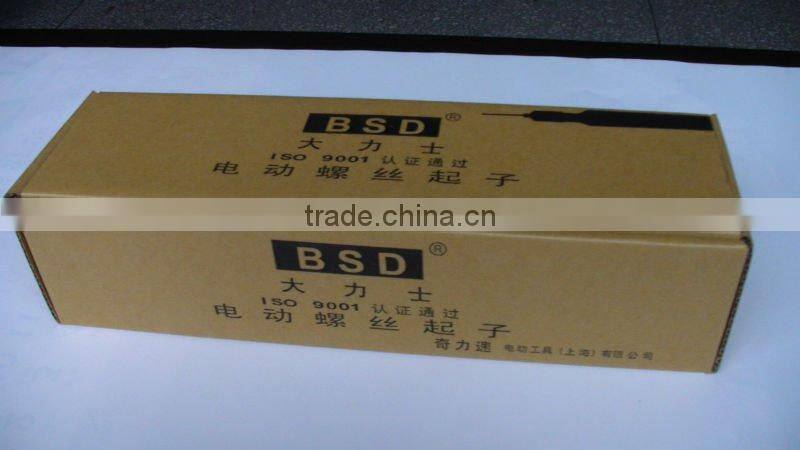 BSD®
大力士
ISO 9001 认证通过
电动螺丝起子
trade.china.cn
BSD®
大力士
ISO 9001 认证通过
电动螺丝起子
奇力速 电动工具(上海)有限公司